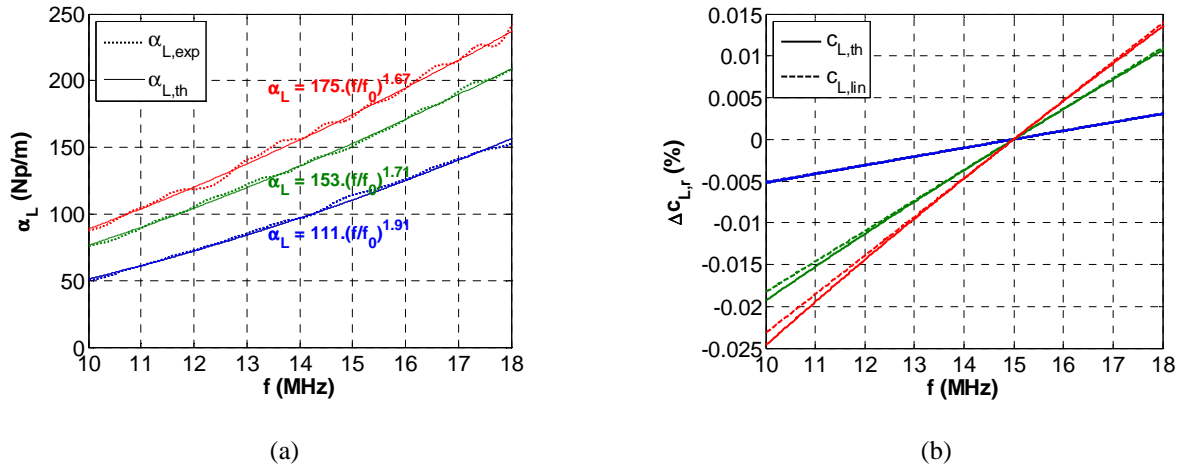 250
200
150
100
50
0
α_L (Np/m)
α_L,exp
α_L,th
α_L = 175.(f/f_0)^1.67
α_L = 153.(f/f_0)^1.71
α_L = 111.(f/f_0)^1.91
10 11 12 13 14 15 16 17 18
f (MHz)
(a)
0.015
0.01
0.005
0
-0.005
-0.01
-0.015
-0.02
-0.025
Δc_L,r (%)
c_L,th
c_L,lin
10 11 12 13 14 15 16 17 18
f (MHz)
(b)